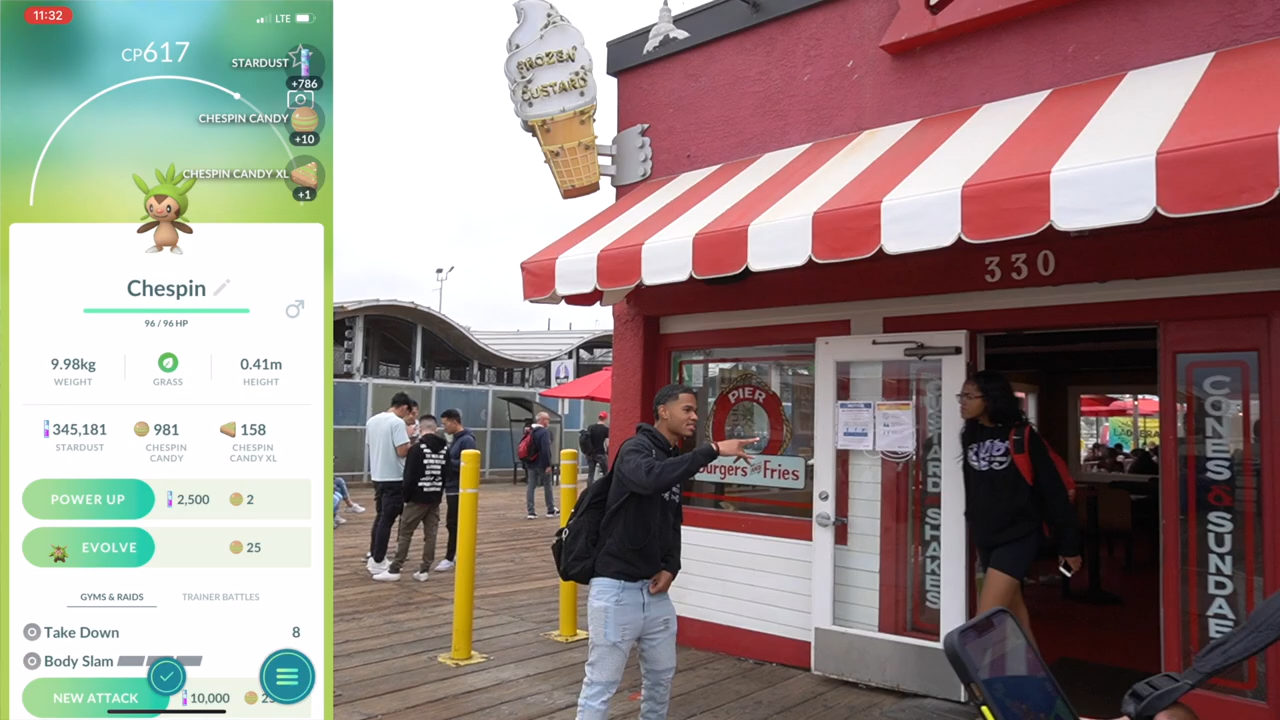 11:32
LTE
CP617
STARDUST
+786
CHESPIN CANDY
+10
CHESPIN CANDY XL
+1
Chespin
96 / 96 HP
9.98kg
WEIGHT
GRASS
0.41m
HEIGHT
345,181
STARDUST
981
CHESPIN
CANDY
158
CHESPIN
CANDY XL
POWER UP
2,500
2
EVOLVE
25
GYMS & RAIDS
TRAINER BATTLES
Take Down
8
Body Slam
NEW ATTACK
10,000
FROZEN
CUSTARD
330
PIER
Burgers and Fries
CUSTARD & SHAKES
CONES & SUNDAE